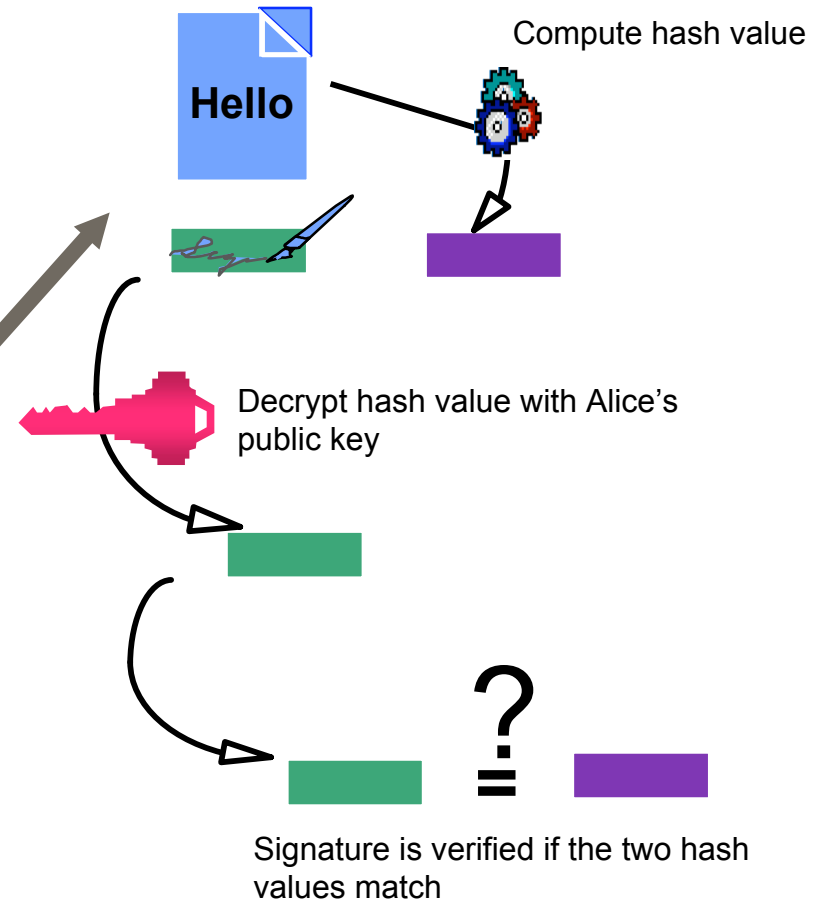 Compute hash value
Hello
Decrypt hash value with Alice’s
public key
?
=
Signature is verified if the two hash
values match